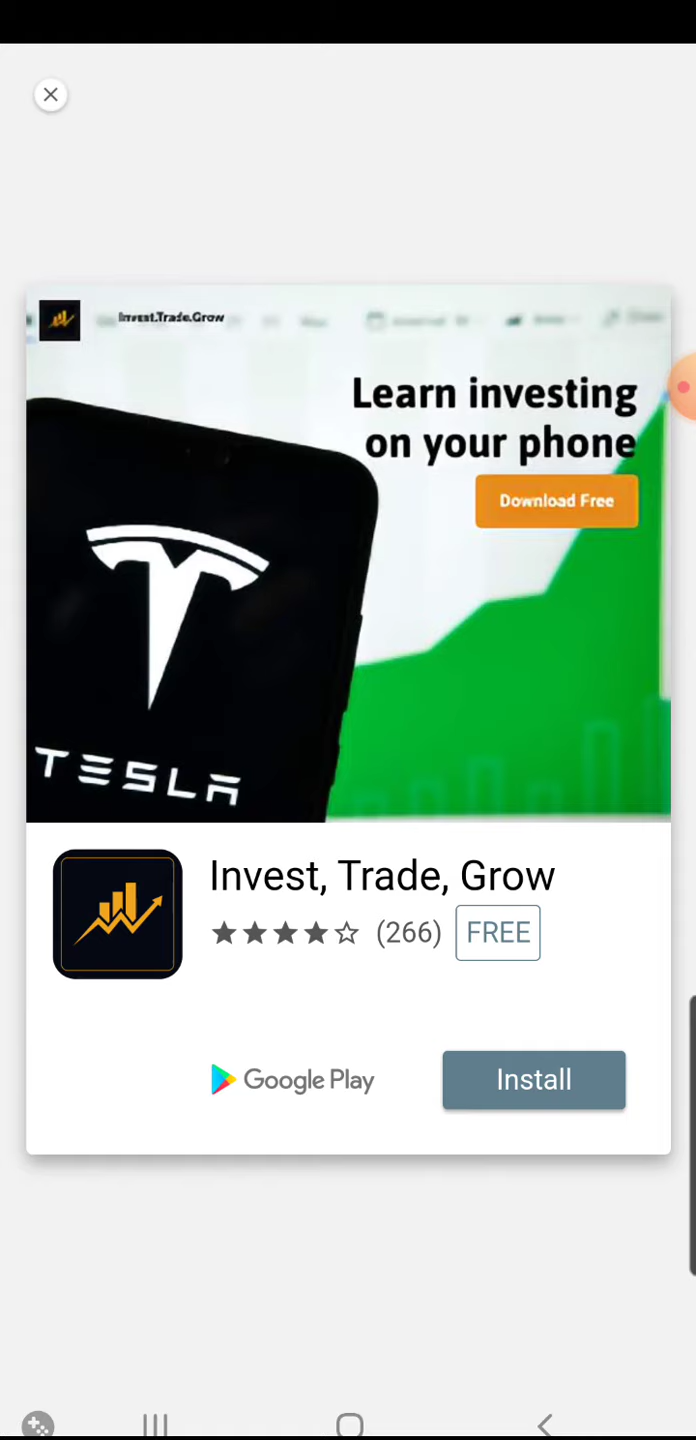 Invest.Trade.Grow
Learn investing
on your phone
Download Free
TESLA
Invest, Trade, Grow
(266) FREE
Google Play
Install